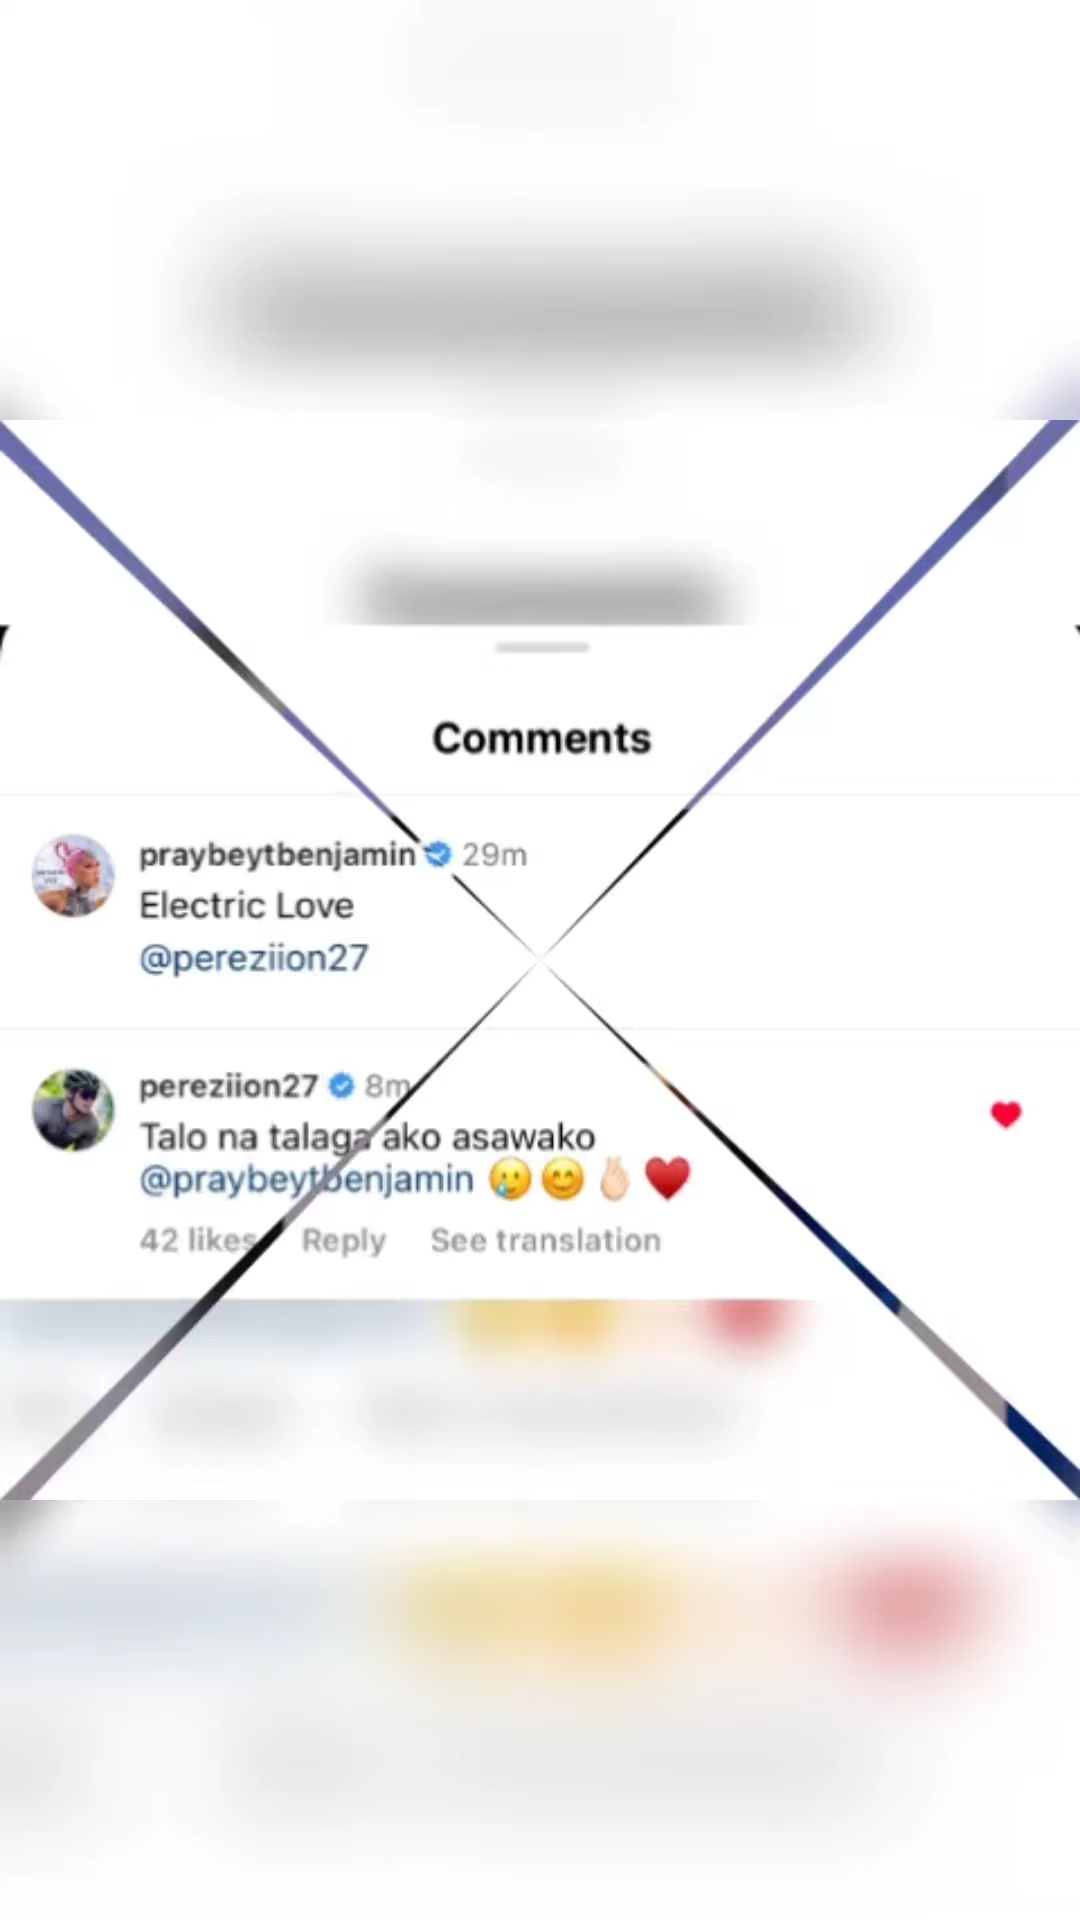 Comments
praybeytbenjamin 29m
Electric Love
@pereziion27
pereziion27 8m
Talo na talaga ako asawako
@praybeytbenjamin 🥲😊🫰🏻♥️
42 likes Reply See translation